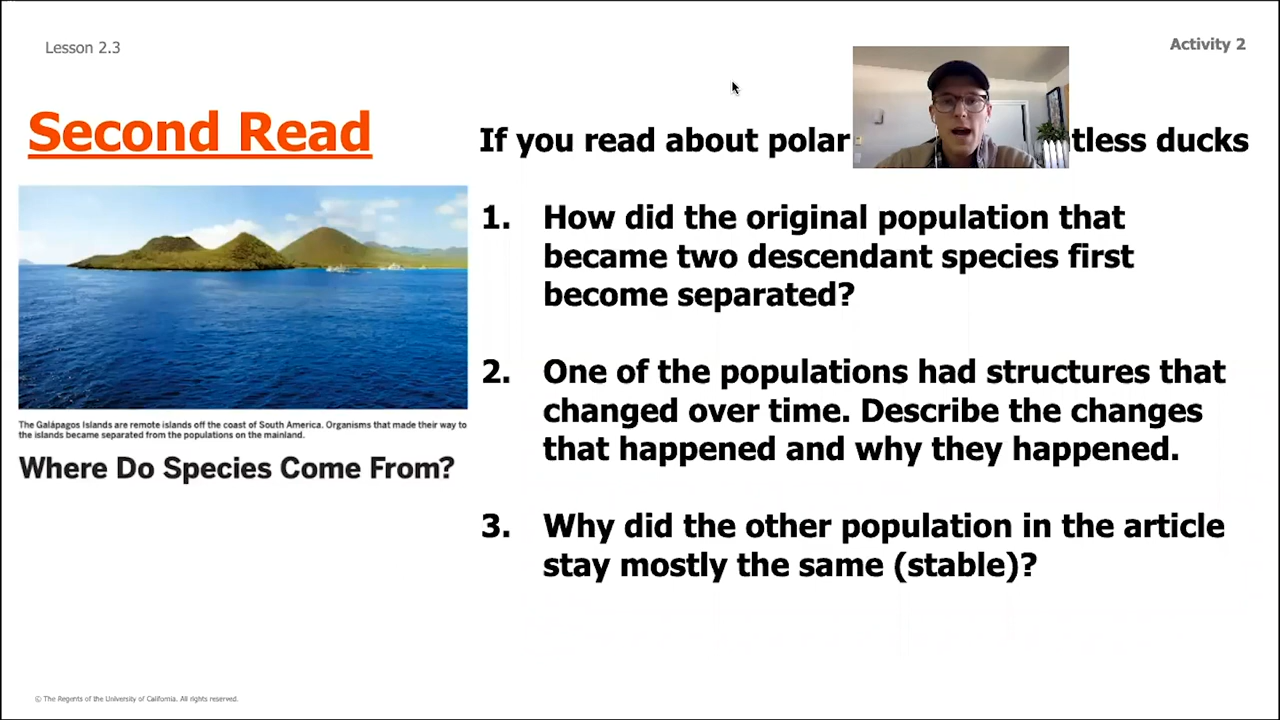 Lesson 2.3
Activity 2
Second Read
If you read about polar tless ducks
1. How did the original population that
became two descendant species first
become separated?
2. One of the populations had structures that
changed over time. Describe the changes
that happened and why they happened.
3. Why did the other population in the article
stay mostly the same (stable)?
The Galápagos Islands are remote islands off the coast of South America. Organisms that made their way to
the islands became separated from the populations on the mainland.
Where Do Species Come From?
© The Regents of the University of California. All rights reserved.